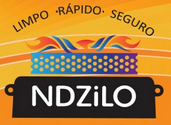 LIMPO · RÁPIDO · SEGURO
NDZiLO